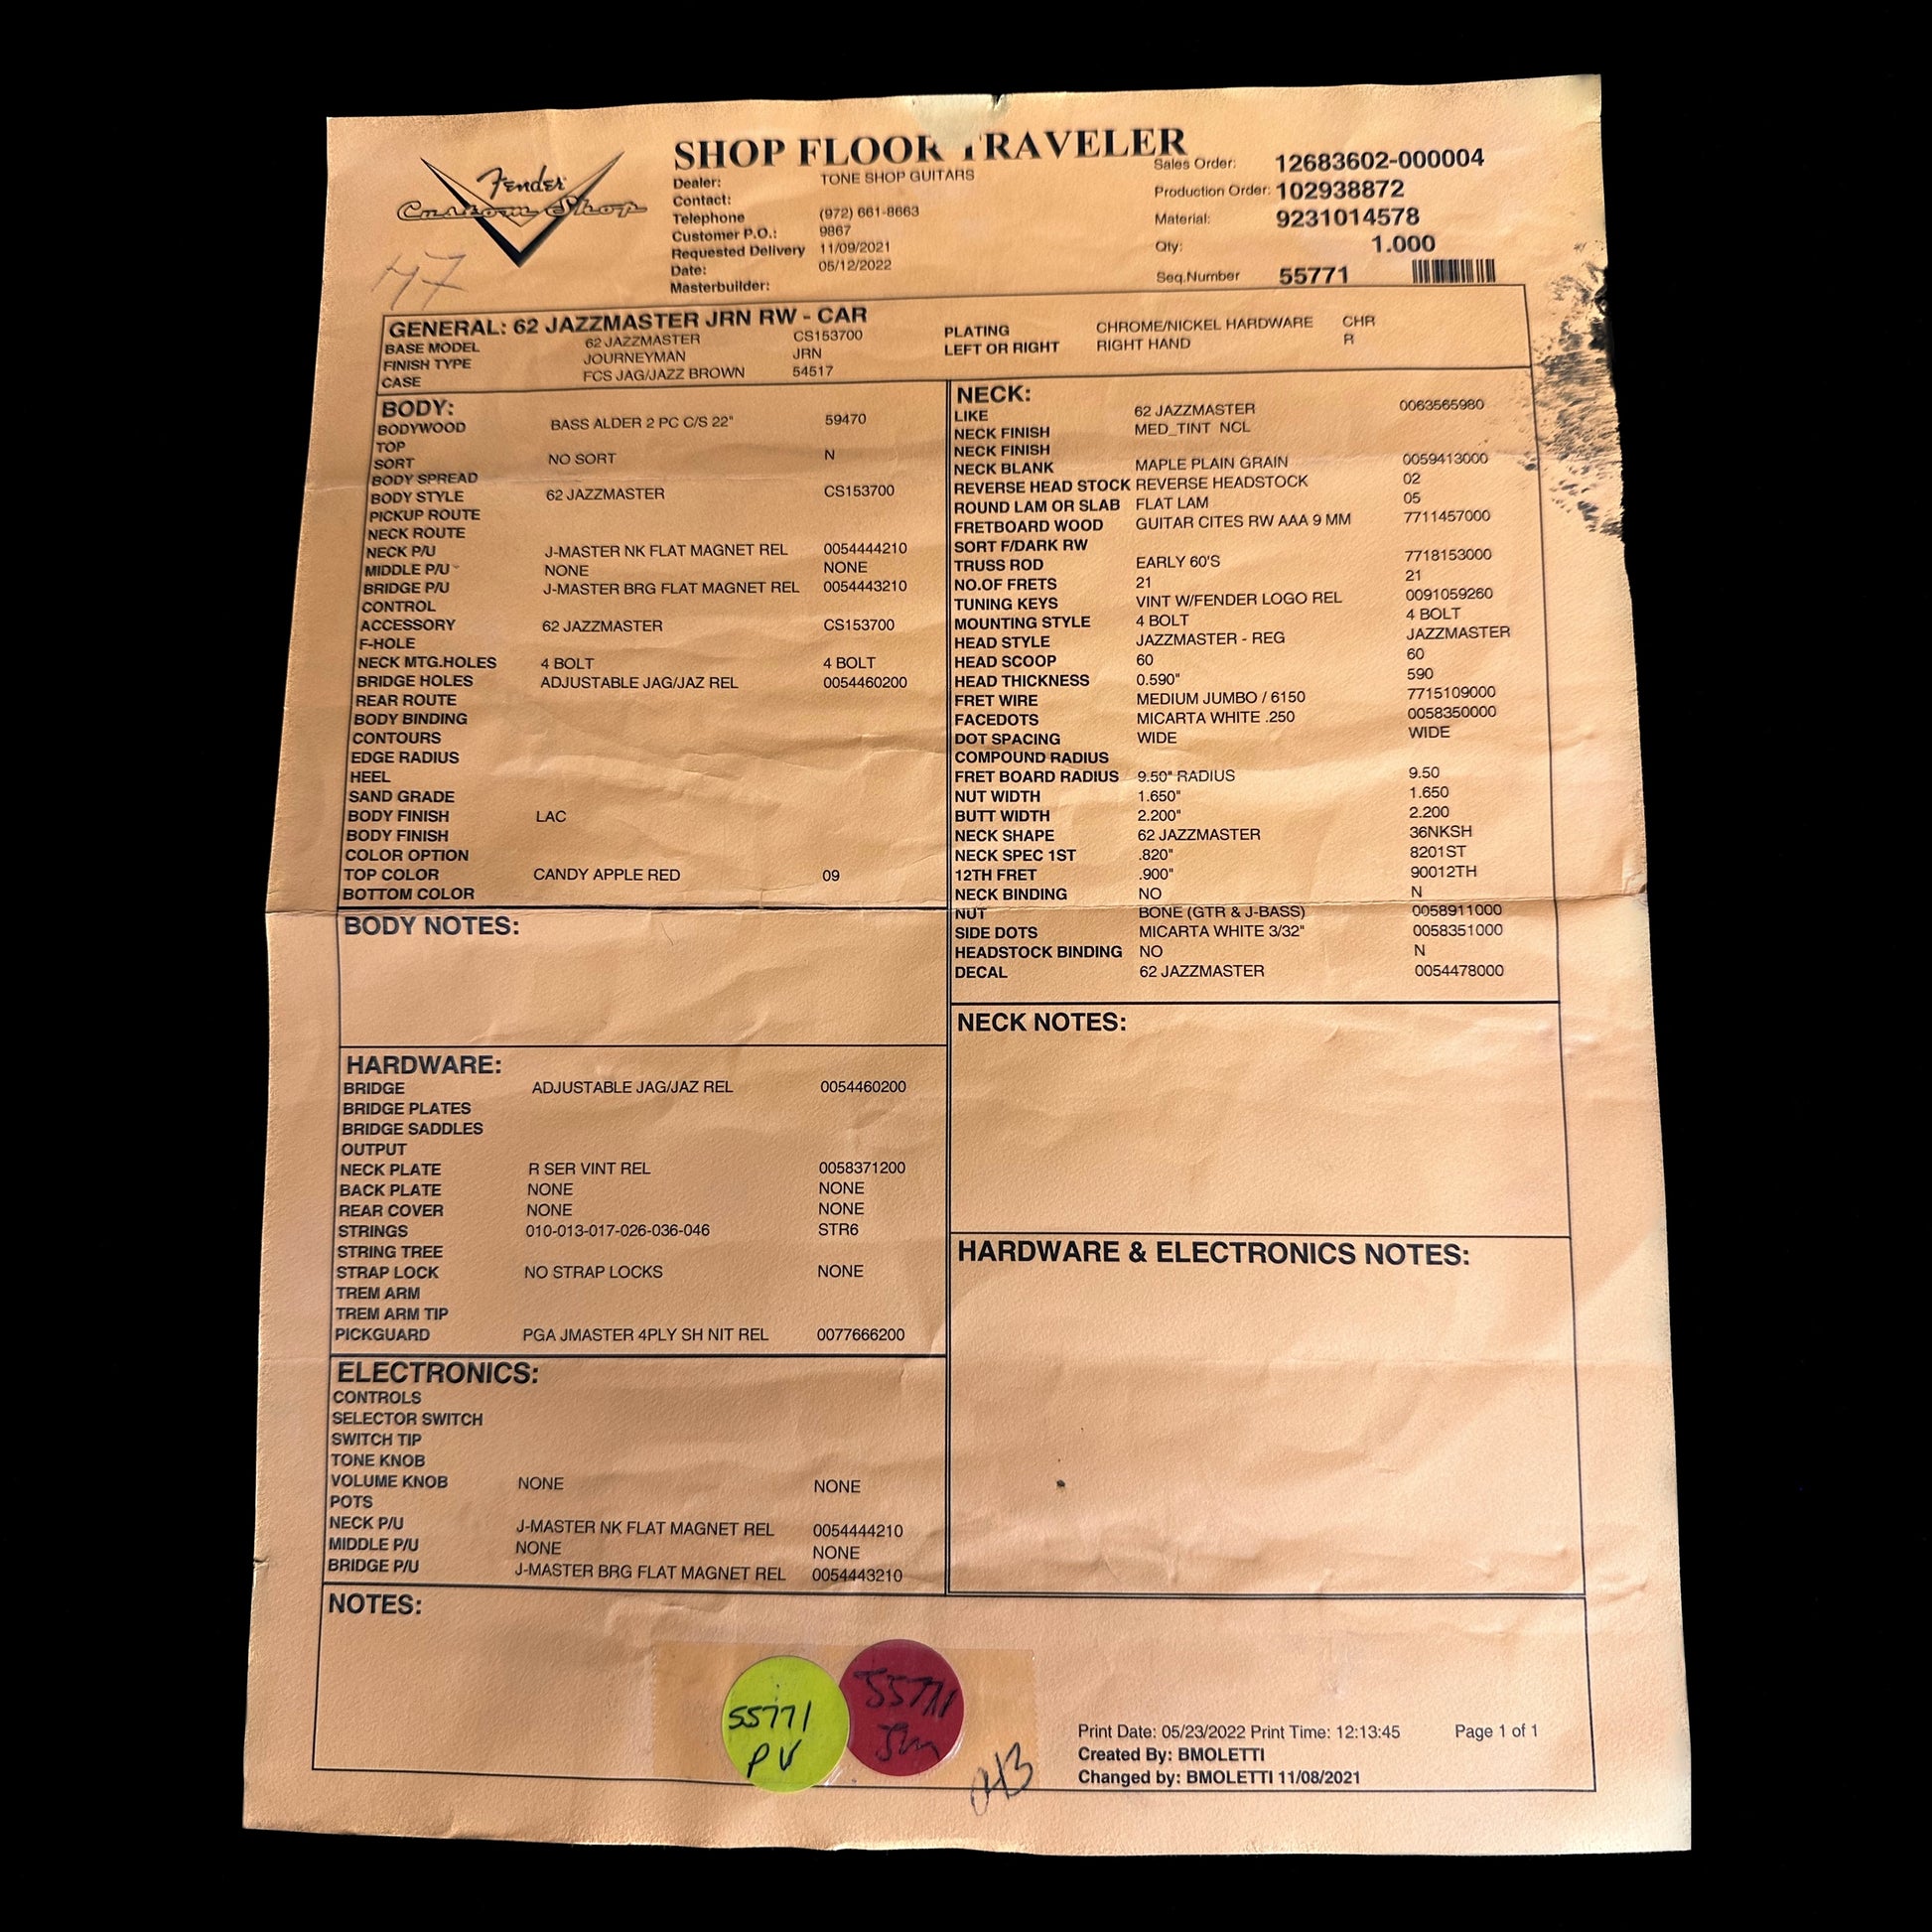 Fender
Custom Shop
47
SHOP FLOOR TRAVELER
Dealer: TONE SHOP GUITARS
Contact:
Telephone (972) 661-8663
Customer P.O.: 9867
Requested Delivery 11/09/2021
Date: 05/12/2022
Masterbuilder:
Sales Order: 12683602-000004
Production Order: 102938872
Material: 9231014578
Qty: 1.000
Seq.Number 55771
GENERAL: 62 JAZZMASTER JRN RW - CAR
BASE MODEL 62 JAZZMASTER CS153700
FINISH TYPE JOURNEYMAN JRN
CASE FCS JAG/JAZZ BROWN 54517
PLATING CHROME/NICKEL HARDWARE CHR
LEFT OR RIGHT RIGHT HAND R
BODY:
BODYWOOD BASS ALDER 2 PC C/S 22" 59470
TOP
SORT NO SORT N
BODY SPREAD
BODY STYLE 62 JAZZMASTER CS153700
PICKUP ROUTE
NECK ROUTE
NECK P/U J-MASTER NK FLAT MAGNET REL 0054444210
MIDDLE P/U NONE NONE
BRIDGE P/U J-MASTER BRG FLAT MAGNET REL 0054443210
CONTROL
ACCESSORY 62 JAZZMASTER CS153700
F-HOLE
NECK MTG.HOLES 4 BOLT 4 BOLT
BRIDGE HOLES ADJUSTABLE JAG/JAZ REL 0054460200
REAR ROUTE
BODY BINDING
CONTOURS
EDGE RADIUS
HEEL
SAND GRADE
BODY FINISH LAC
BODY FINISH
COLOR OPTION
TOP COLOR CANDY APPLE RED 09
BOTTOM COLOR
BODY NOTES:
HARDWARE:
BRIDGE ADJUSTABLE JAG/JAZ REL 0054460200
BRIDGE PLATES
BRIDGE SADDLES
OUTPUT
NECK PLATE R SER VINT REL 0058371200
BACK PLATE NONE NONE
REAR COVER NONE NONE
STRINGS 010-013-017-026-036-046 STR6
STRING TREE
STRAP LOCK NO STRAP LOCKS NONE
TREM ARM
TREM ARM TIP
PICKGUARD PGA JMASTER 4PLY SH NIT REL 0077666200
ELECTRONICS:
CONTROLS
SELECTOR SWITCH
SWITCH TIP
TONE KNOB
VOLUME KNOB NONE NONE
POTS
NECK P/U J-MASTER NK FLAT MAGNET REL 0054444210
MIDDLE P/U NONE NONE
BRIDGE P/U J-MASTER BRG FLAT MAGNET REL 0054443210
NECK:
LIKE 62 JAZZMASTER 0063565980
NECK FINISH MED_TINT NCL
NECK FINISH
NECK BLANK MAPLE PLAIN GRAIN 0059413000
REVERSE HEAD STOCK REVERSE HEADSTOCK 02
ROUND LAM OR SLAB FLAT LAM 05
FRETBOARD WOOD GUITAR CITES RW AAA 9 MM 7711457000
SORT F/DARK RW
TRUSS ROD EARLY 60'S 7718153000
NO.OF FRETS 21 21
TUNING KEYS VINT W/FENDER LOGO REL 0091059260
MOUNTING STYLE 4 BOLT 4 BOLT
HEAD STYLE JAZZMASTER - REG JAZZMASTER
HEAD SCOOP 60 60
HEAD THICKNESS 0.590" 590
FRET WIRE MEDIUM JUMBO / 6150 7715109000
FACEDOTS MICARTA WHITE .250 0058350000
DOT SPACING WIDE WIDE
COMPOUND RADIUS
FRET BOARD RADIUS 9.50" RADIUS 9.50
NUT WIDTH 1.650" 1.650
BUTT WIDTH 2.200" 2.200
NECK SHAPE 62 JAZZMASTER 36NKSH
NECK SPEC 1ST .820" 8201ST
12TH FRET .900" 90012TH
NECK BINDING NO N
NUT BONE (GTR & J-BASS) 0058911000
SIDE DOTS MICARTA WHITE 3/32" 0058351000
HEADSTOCK BINDING NO N
DECAL 62 JAZZMASTER 0054478000
NECK NOTES:
HARDWARE & ELECTRONICS NOTES:
NOTES:
55771
PV
55771
Print Date: 05/23/2022 Print Time: 12:13:45 Page 1 of 1
Created By: BMOLETTI
Changed by: BMOLETTI 11/08/2021